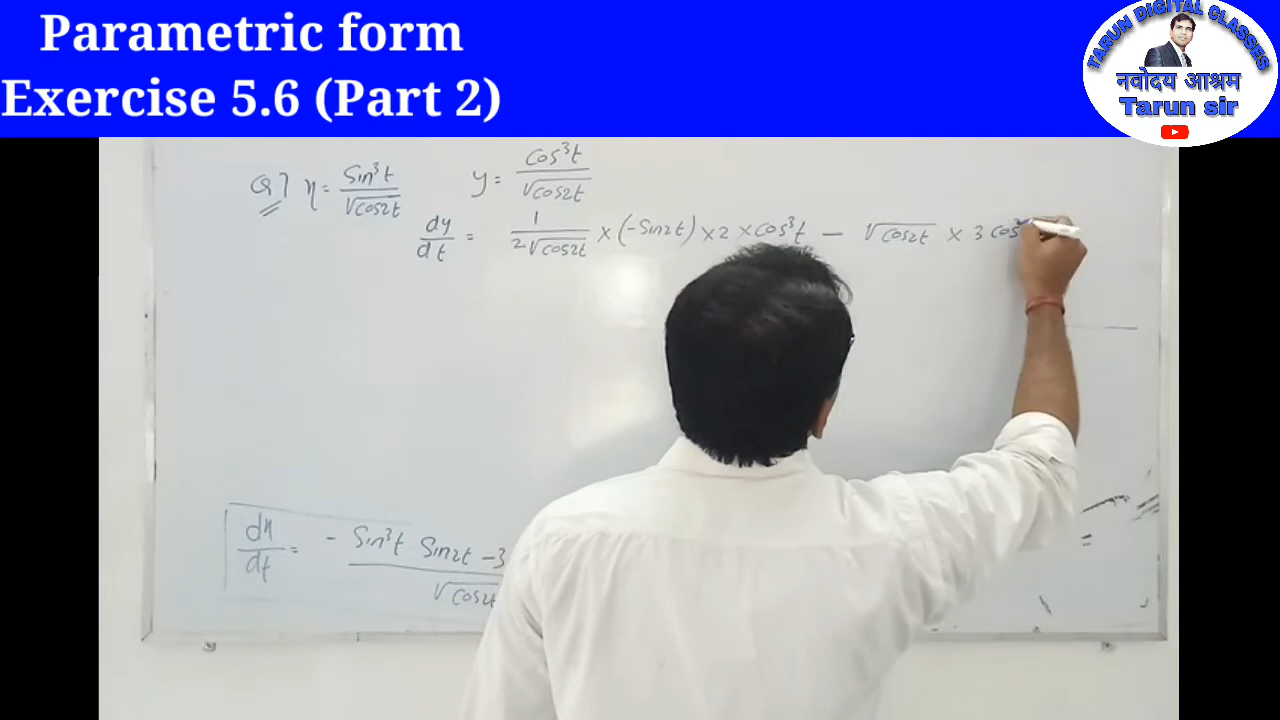 Parametric form
Exercise 5.6 (Part 2)
TARUN DIGITAL CLASSES
नवोदय आश्रम
Tarun sir
Q7 x = Sin³t / √cos2t y = cos³t / √cos2t
dy/dt = 1 / 2√cos2t × (-Sin2t) × 2 × cos³t — √cos2t × 3 cos²
dx/dt = - Sin³t Sin2t - 3
√cos2t